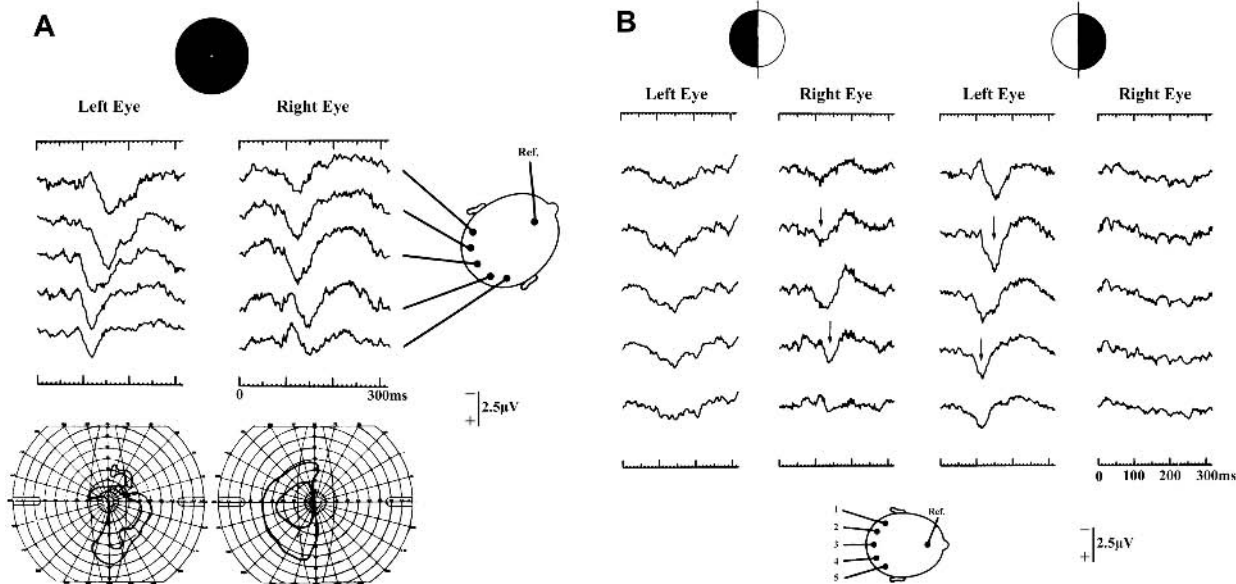 A
Left Eye
Right Eye
Ref.
0
300ms
−
+
2.5μV
B
Left Eye
Right Eye
Left Eye
Right Eye
0 100 200 300ms
1
2
3
4
5
Ref.
−
+
2.5μV